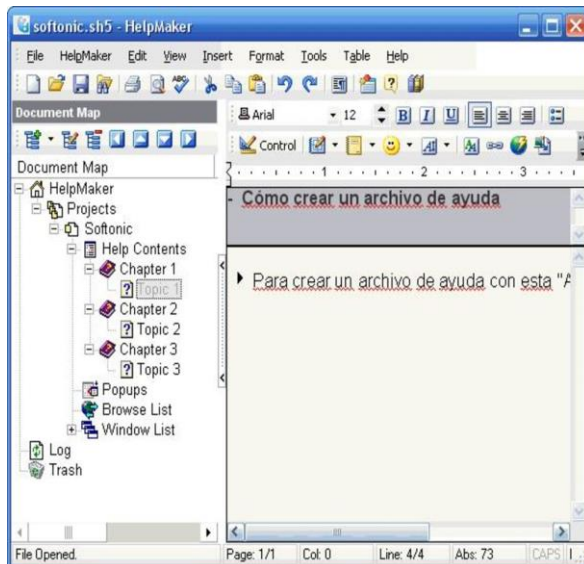 softonic.sh5 - HelpMaker
File HelpMaker Edit View Insert Format Tools Table Help
Document Map
Arial 12 B I U
Control
Document Map
1 2 3
HelpMaker
- Cómo crear un archivo de ayuda
Projects
Softonic
Help Contents
Chapter 1
Para crear un archivo de ayuda con esta "A
Topic 1
Chapter 2
Topic 2
Chapter 3
Topic 3
Popups
Browse List
Window List
Log
Trash
File Opened. Page: 1/1 Col: 0 Line: 4/4 Abs: 73 CAPS